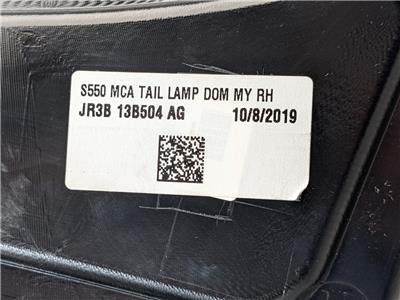 S550 MCA TAIL LAMP DOM MY RH
JR3B 13B504 AG 10/8/2019